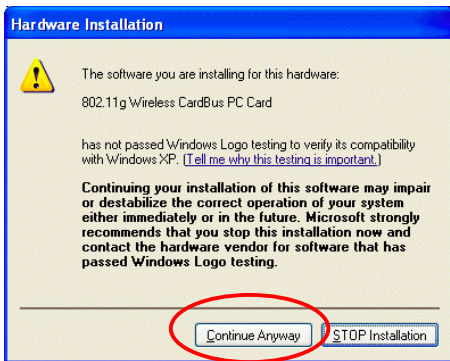 Hardware Installation
The software you are installing for this hardware:
802.11g Wireless CardBus PC Card
has not passed Windows Logo testing to verify its compatibility
with Windows XP. (Tell me why this testing is important.)
Continuing your installation of this software may impair
or destabilize the correct operation of your system
either immediately or in the future. Microsoft strongly
recommends that you stop this installation now and
contact the hardware vendor for software that has
passed Windows Logo testing.
Continue Anyway
STOP Installation